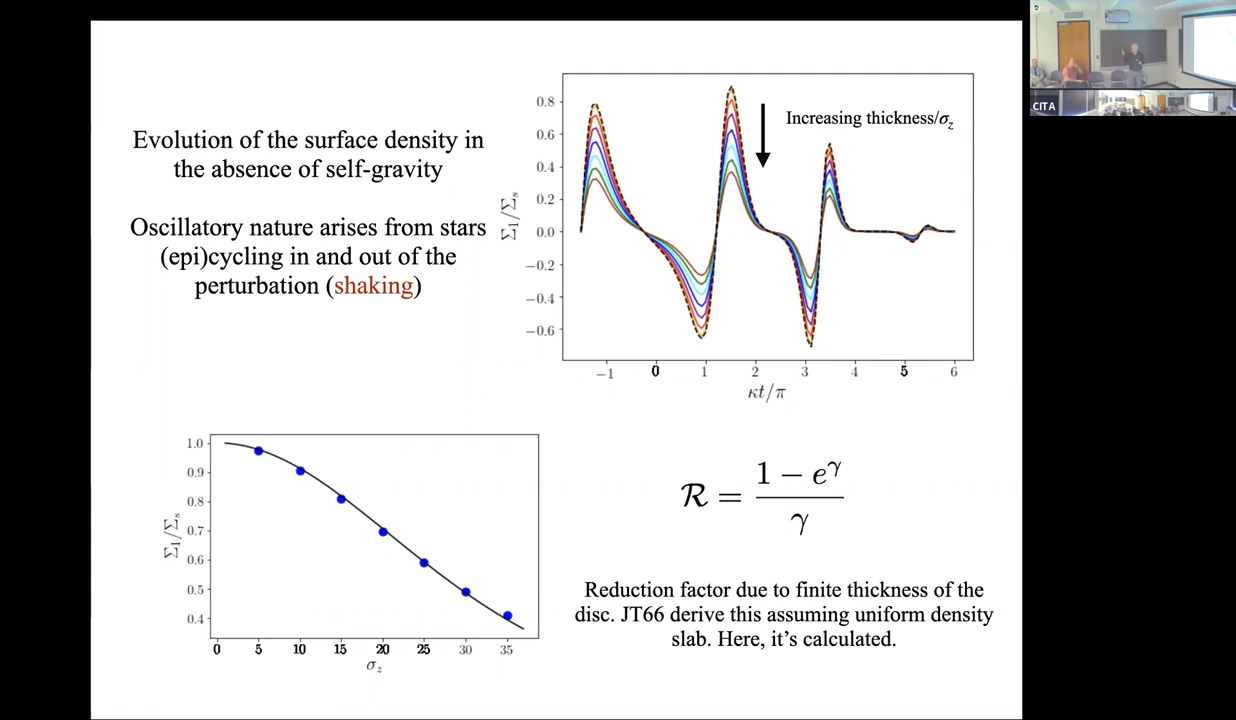 Evolution of the surface density in
the absence of self-gravity
Oscillatory nature arises from stars
(epi)cycling in and out of the
perturbation (shaking)
Σ₁/Σₛ
0.8
0.6
0.4
0.2
0.0
−0.2
−0.4
−0.6
Increasing thickness/σ_z
−1 0 1 2 3 4 5 6
κt/π
Σ₁/Σₛ
1.0
0.9
0.8
0.7
0.6
0.5
0.4
0 5 10 15 20 25 30 35
σ_z
ℛ = (1 − e^γ)/γ
Reduction factor due to finite thickness of the
disc. JT66 derive this assuming uniform density
slab. Here, it’s calculated.
CITA